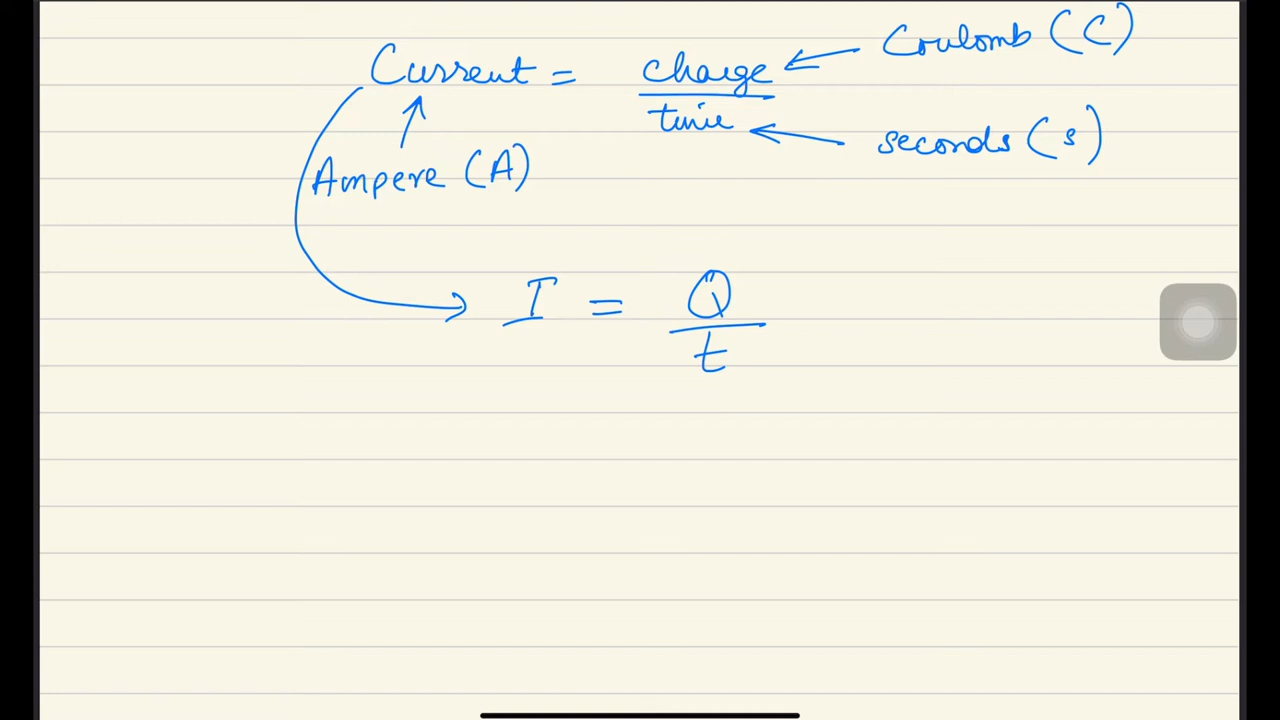 Current = charge ← Coulomb (C)
time ← seconds (s)
Ampere (A)
I = Q
t